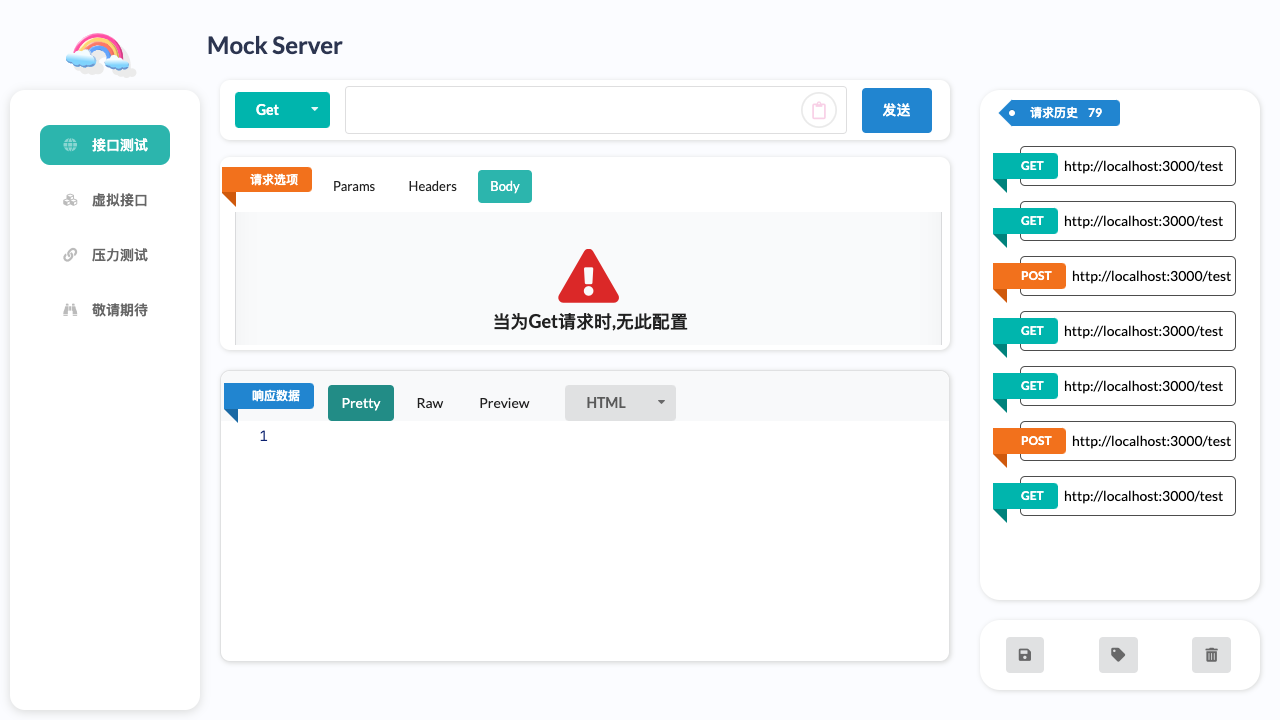 Mock Server
接口测试
虚拟接口
压力测试
敬请期待
Get
发送
请求选项
Params
Headers
Body
当为Get请求时,无此配置
响应数据
Pretty
Raw
Preview
HTML
1
请求历史 79
GET http://localhost:3000/test
GET http://localhost:3000/test
POST http://localhost:3000/test
GET http://localhost:3000/test
GET http://localhost:3000/test
POST http://localhost:3000/test
GET http://localhost:3000/test